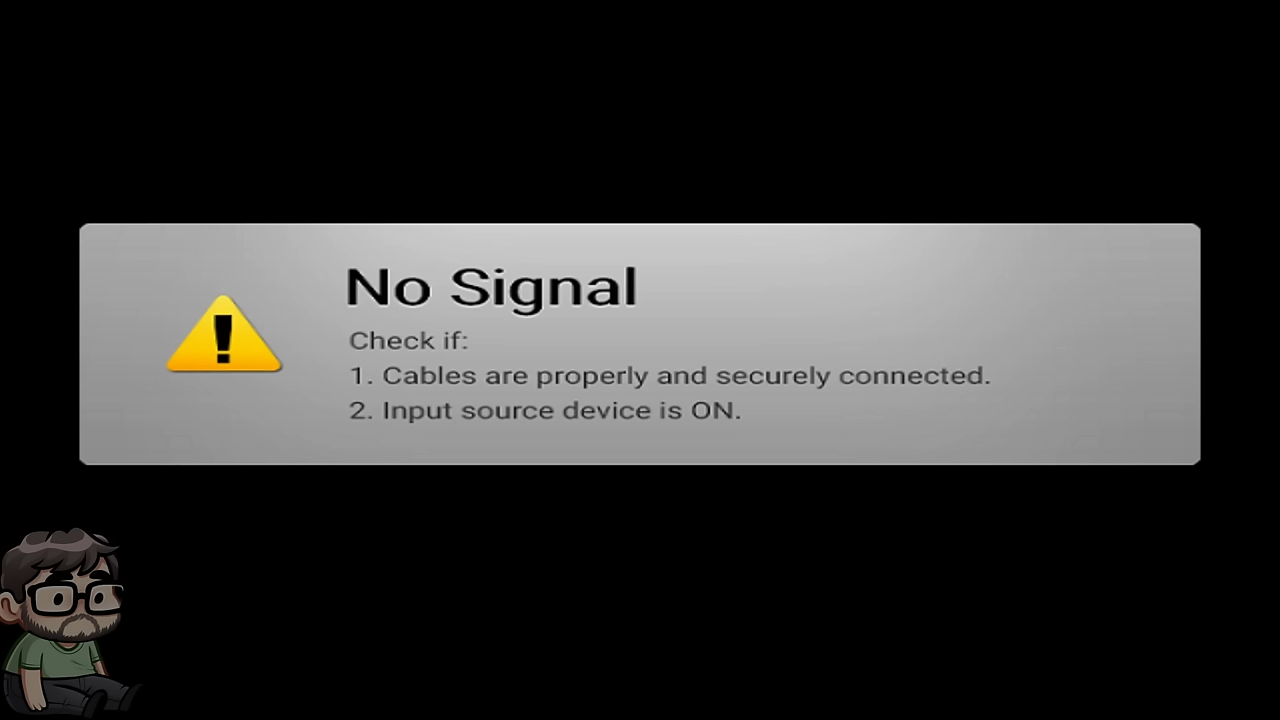 No Signal
Check if:
1. Cables are properly and securely connected.
2. Input source device is ON.